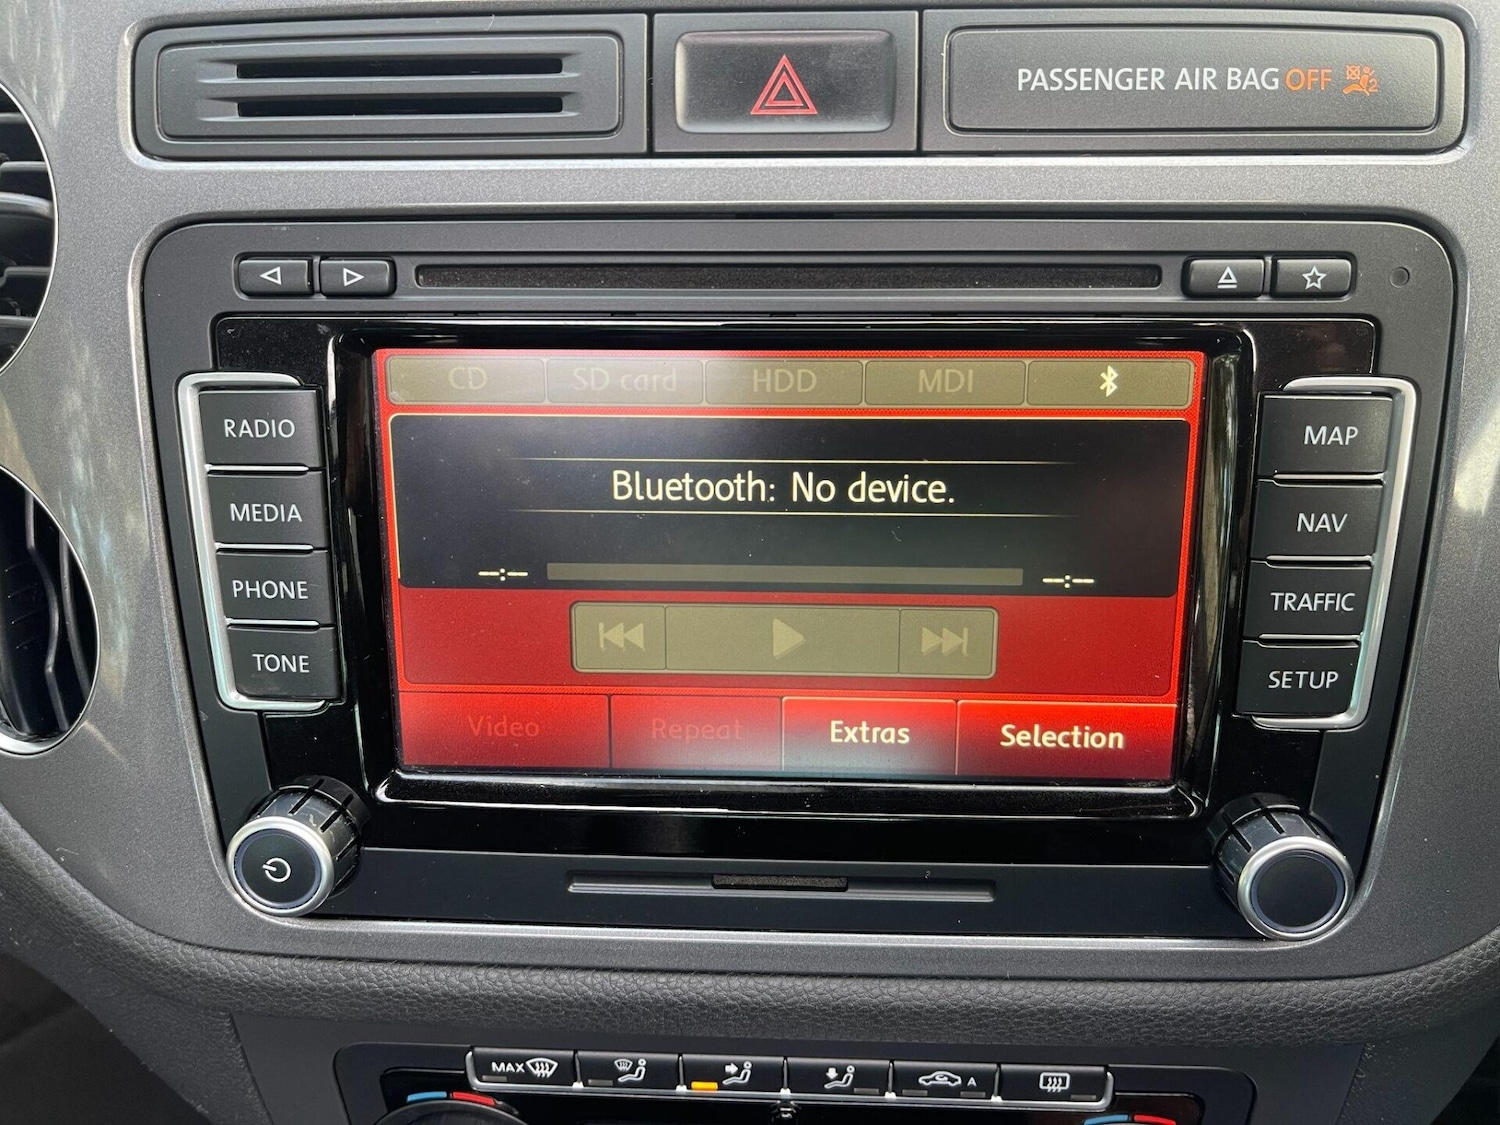 PASSENGER AIR BAG OFF
CD SD card HDD MDI
RADIO
MEDIA
PHONE
TONE
Bluetooth: No device.
--:-- --:--
Video Repeat Extras Selection
MAP
NAV
TRAFFIC
SETUP
MAX
A